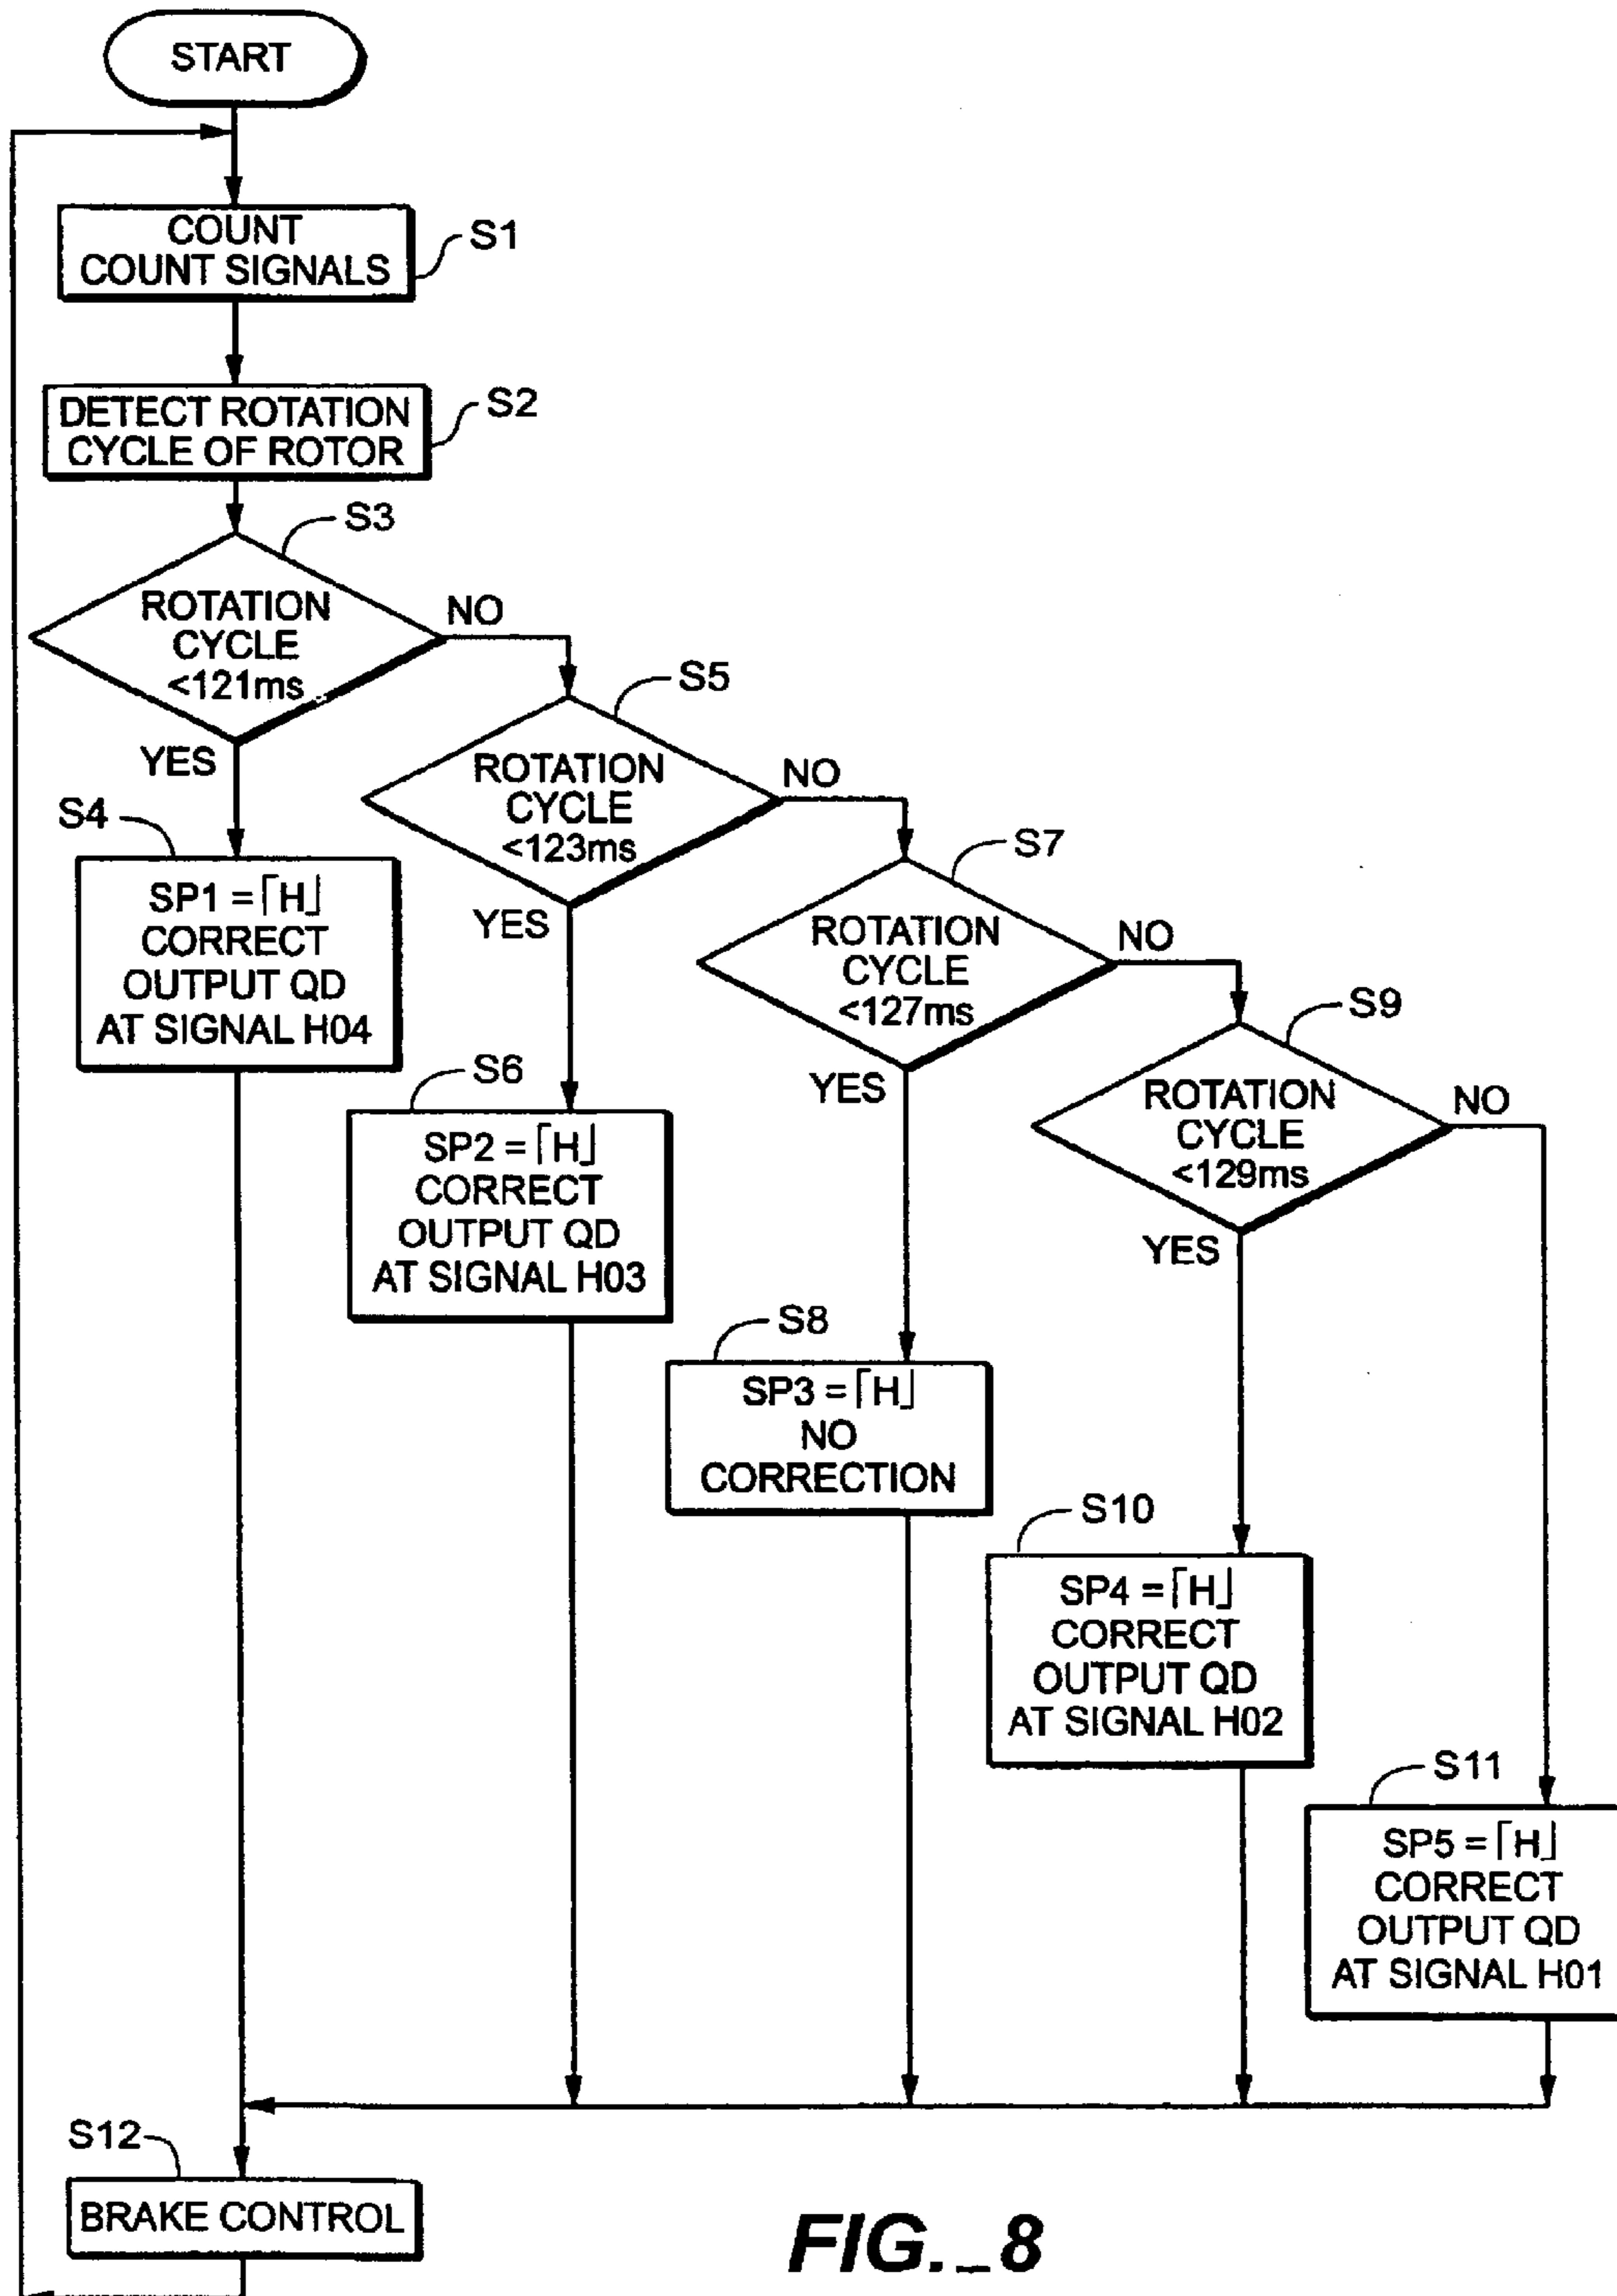 START
COUNT
COUNT SIGNALS
S1
DETECT ROTATION
CYCLE OF ROTOR
S2
S3
ROTATION
CYCLE
<121ms
NO
YES
S4
SP1 = ⌈H⌋
CORRECT
OUTPUT QD
AT SIGNAL H04
S5
ROTATION
CYCLE
<123ms
NO
YES
S6
SP2 = ⌈H⌋
CORRECT
OUTPUT QD
AT SIGNAL H03
S7
ROTATION
CYCLE
<127ms
NO
YES
S8
SP3 = ⌈H⌋
NO
CORRECTION
S9
ROTATION
CYCLE
<129ms
NO
YES
S10
SP4 = ⌈H⌋
CORRECT
OUTPUT QD
AT SIGNAL H02
S11
SP5 = ⌈H⌋
CORRECT
OUTPUT QD
AT SIGNAL H01
S12
BRAKE CONTROL
FIG._8